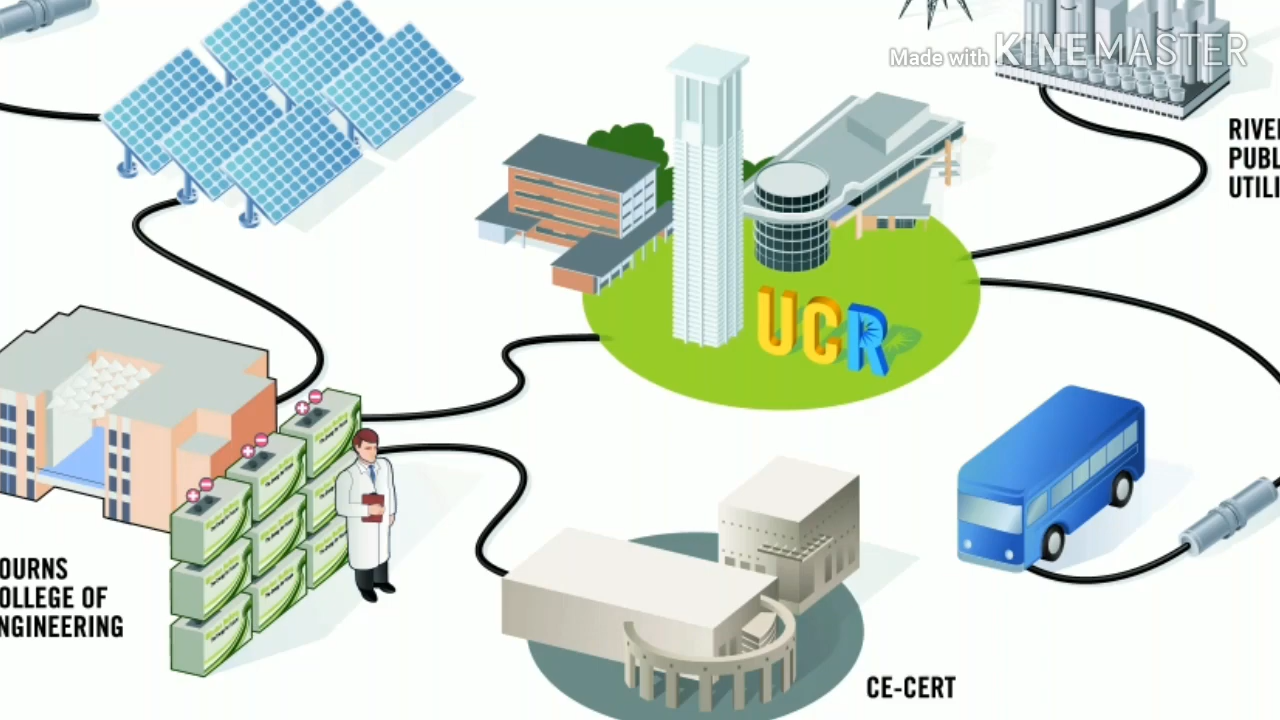 Made with KINEMASTER
RIVE
PUBL
UTILI
UCR
OURNS
OLLEGE OF
NGINEERING
CE-CERT